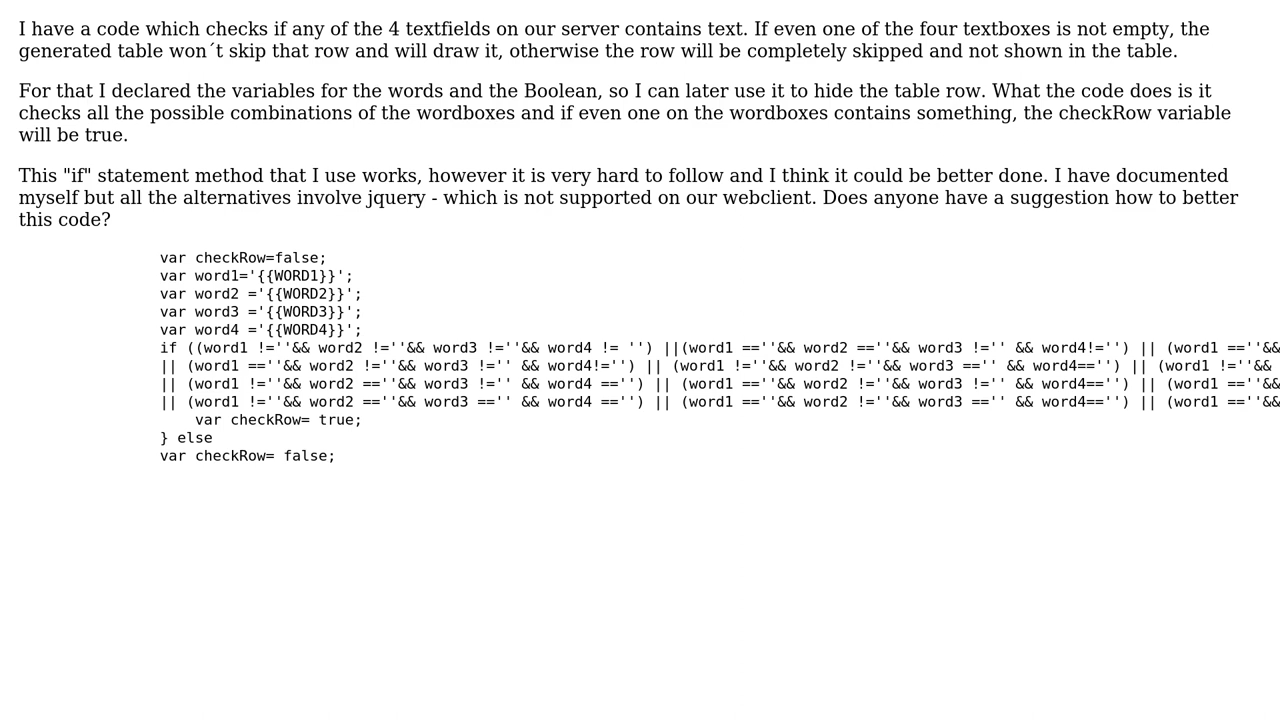 I have a code which checks if any of the 4 textfields on our server contains text. If even one of the four textboxes is not empty, the
generated table won´t skip that row and will draw it, otherwise the row will be completely skipped and not shown in the table.
For that I declared the variables for the words and the Boolean, so I can later use it to hide the table row. What the code does is it
checks all the possible combinations of the wordboxes and if even one on the wordboxes contains something, the checkRow variable
will be true.
This "if" statement method that I use works, however it is very hard to follow and I think it could be better done. I have documented
myself but all the alternatives involve jquery - which is not supported on our webclient. Does anyone have a suggestion how to better
this code?
var checkRow=false;
var word1='{{WORD1}}';
var word2 ='{{WORD2}}';
var word3 ='{{WORD3}}';
var word4 ='{{WORD4}}';
if ((word1 !=''&& word2 !=''&& word3 !=''&& word4 != '') ||(word1 ==''&& word2 ==''&& word3 !='' && word4!='') || (word1 ==''&&
|| (word1 ==''&& word2 !=''&& word3 !='' && word4!='') || (word1 !=''&& word2 !=''&& word3 =='' && word4=='') || (word1 !=''&&
|| (word1 !=''&& word2 ==''&& word3 !='' && word4 =='') || (word1 ==''&& word2 !=''&& word3 !='' && word4=='') || (word1 ==''&&
|| (word1 !=''&& word2 ==''&& word3 =='' && word4 =='') || (word1 ==''&& word2 !=''&& word3 =='' && word4=='') || (word1 ==''&&
var checkRow= true;
} else
var checkRow= false;